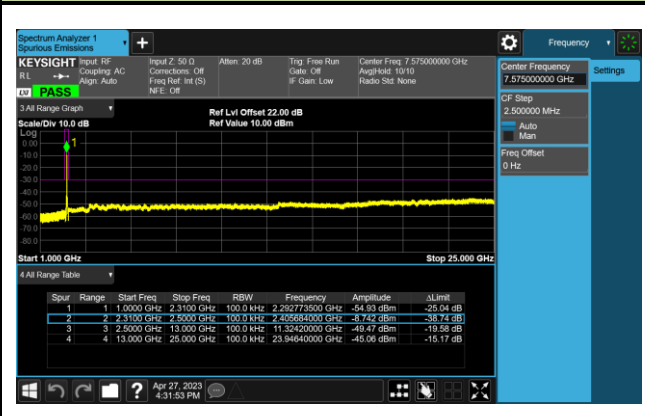 Spectrum Analyzer 1
Spurious Emissions
Frequency
KEYSIGHT Input: RF Input Z: 50 Ω Atten: 20 dB Trig: Free Run Center Freq: 7.575000000 GHz
RL Coupling: AC Corrections: Off Gate: Off Avg|Hold: 10/10
Align: Auto Freq Ref: Int (S) IF Gain: Low Radio Std: None
NFE: Off
LXI PASS
3 All Range Graph
Ref Lvl Offset 22.00 dB
Scale/Div 10.0 dB Ref Value 10.00 dBm
Log
0.00
1
-10.0
-20.0
-30.0
-40.0
-50.0
-60.0
-70.0
-80.0
Start 1.000 GHz Stop 25.000 GHz
4 All Range Table
Spur Range Start Freq Stop Freq RBW Frequency Amplitude ΔLimit
1 1 1.0000 GHz 2.3100 GHz 100.0 kHz 2.292773500 GHz -54.93 dBm -25.04 dB
2 2 2.3100 GHz 2.5000 GHz 100.0 kHz 2.405684000 GHz -8.742 dBm -38.74 dB
3 3 2.5000 GHz 13.000 GHz 100.0 kHz 11.32420000 GHz -49.47 dBm -19.58 dB
4 4 13.000 GHz 25.000 GHz 100.0 kHz 23.94640000 GHz -45.06 dBm -15.17 dB
Center Frequency
7.575000000 GHz
Settings
CF Step
2.500000 MHz
Auto
Man
Freq Offset
0 Hz
Apr 27, 2023
4:31:53 PM